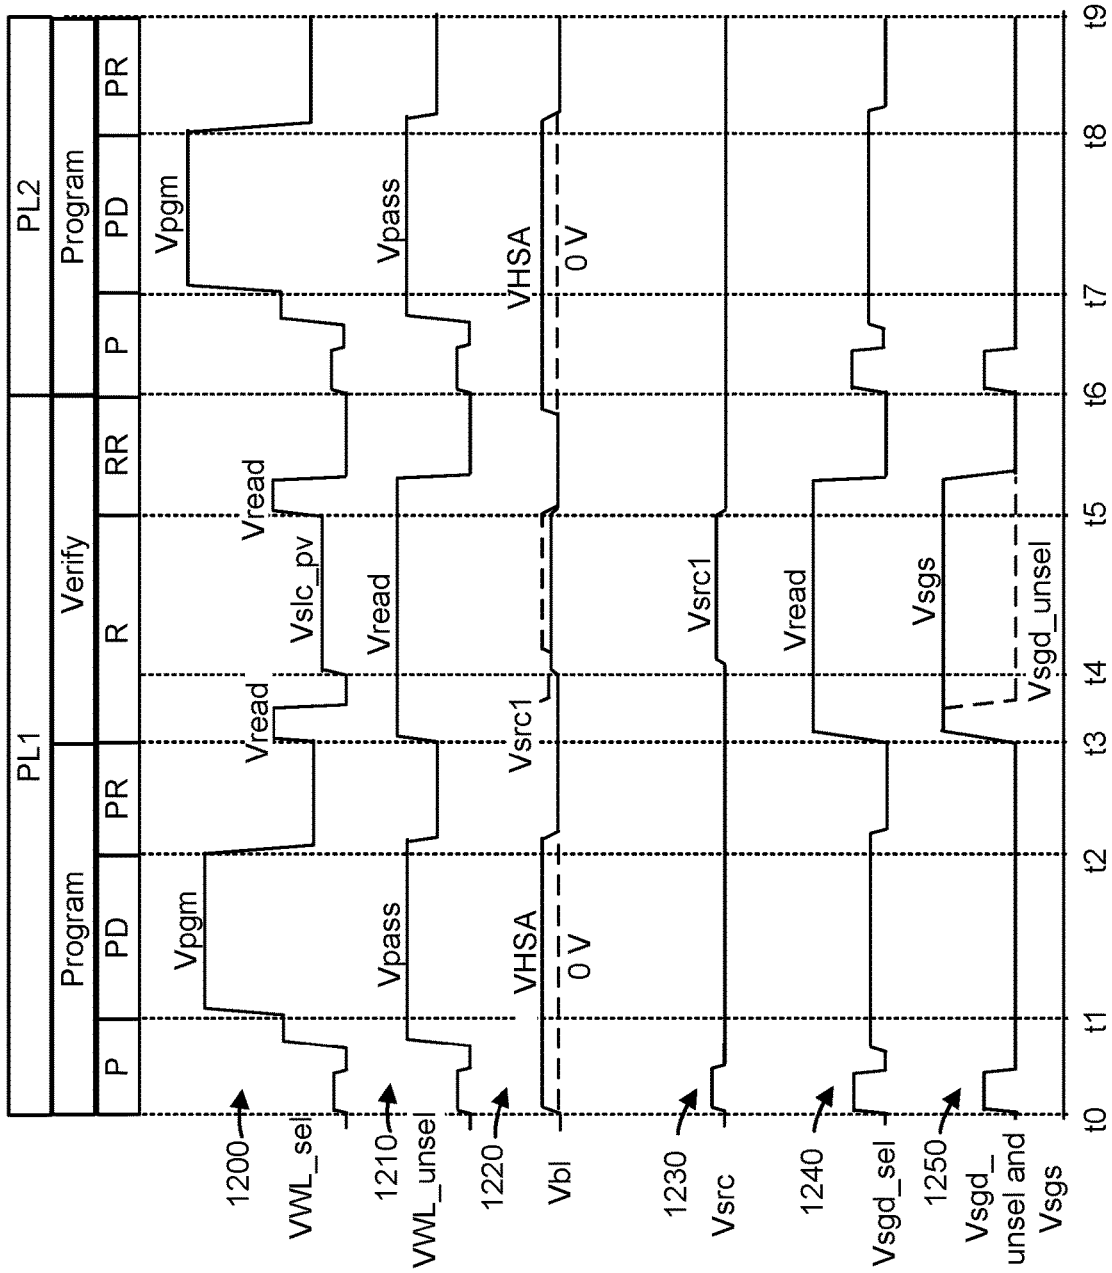 PL1 PL2
Program Verify Program
P PD PR R RR P PD PR
1200
VWL_sel
Vpgm
Vread
Vslc_pv
Vread
Vpgm
1210
VWL_unsel
Vpass
Vread
Vpass
1220
Vbl
VHSA
0 V
Vsrc1
VHSA
0 V
1230
Vsrc
Vsrc1
1240
Vsgd_sel
Vread
1250
Vsgd_
unsel and
Vsgs
Vsgs
Vsgd_unsel
t0 t1 t2 t3 t4 t5 t6 t7 t8 t9